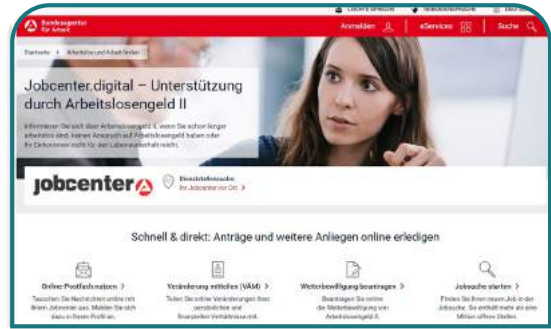 LEICHTE SPRACHE
GEBÄRDENSPRACHE
Bundesagentur
für Arbeit
Anmelden
eServices
Suche
Startseite > Arbeitslos und Arbeit finden
Jobcenter.digital – Unterstützung
durch Arbeitslosengeld II
Informieren Sie sich über Arbeitslosengeld II, wenn Sie schon länger
arbeitslos sind, keinen Anspruch auf Arbeitslosengeld haben oder
Ihr Einkommen nicht für den Lebensunterhalt reicht.
jobcenter
Dienststellensuche:
Ihr Jobcenter vor Ort >
Schnell & direkt: Anträge und weitere Anliegen online erledigen
Online-Postfach nutzen >
Tauschen Sie Nachrichten online mit
Ihrem Jobcenter aus. Melden Sie sich
dazu in Ihrem Profil an.
Veränderung mitteilen (VÄM) >
Teilen Sie online Veränderungen Ihrer
persönlichen und
finanziellen Verhältnisse mit.
Weiterbewilligung beantragen >
Beantragen Sie online
die Weiterbewilligung von
Arbeitslosengeld II.
Jobsuche starten >
Finden Sie Ihren neuen Job in der
Jobsuche. Sie enthält mehr als eine
Million offene Stellen.